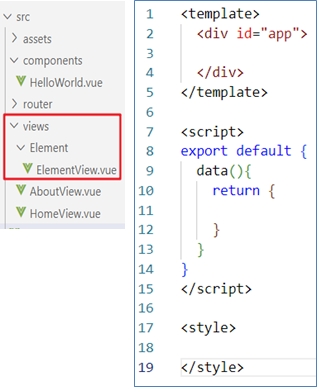 src
assets
components
HelloWorld.vue
router
views
Element
ElementView.vue
AboutView.vue
HomeView.vue
1 <template>
2 <div id="app">
3
4 </div>
5 </template>
6
7 <script>
8 export default {
9 data(){
10 return {
11
12 }
13 }
14 }
15 </script>
16
17 <style>
18
19 </style>